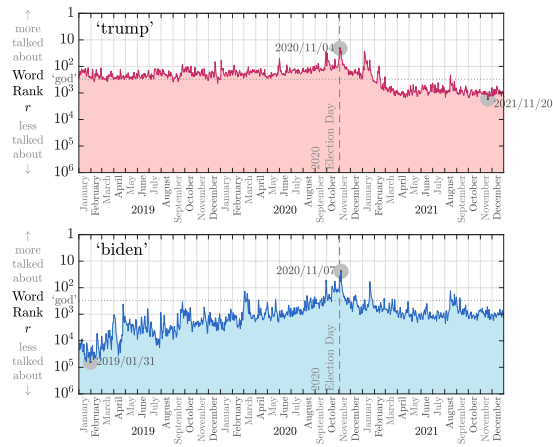 ↑
more
talked
about
Word
Rank
r
less
talked
about
↓
1
10
10²
'god'
10³
10⁴
10⁵
10⁶
'trump'
2020/11/04
2021/11/20
2020
Election Day
January
February
March
April
May
June
July
August
September
October
November
December
January
February
March
April
May
June
July
August
September
October
November
December
January
February
March
April
May
June
July
August
September
October
November
December
2019
2020
2021
↑
more
talked
about
Word
Rank
r
less
talked
about
↓
1
10
10²
'god'
10³
10⁴
10⁵
10⁶
'biden'
2020/11/07
2019/01/31
2020
Election Day
January
February
March
April
May
June
July
August
September
October
November
December
January
February
March
April
May
June
July
August
September
October
November
December
January
February
March
April
May
June
July
August
September
October
November
December
2019
2020
2021